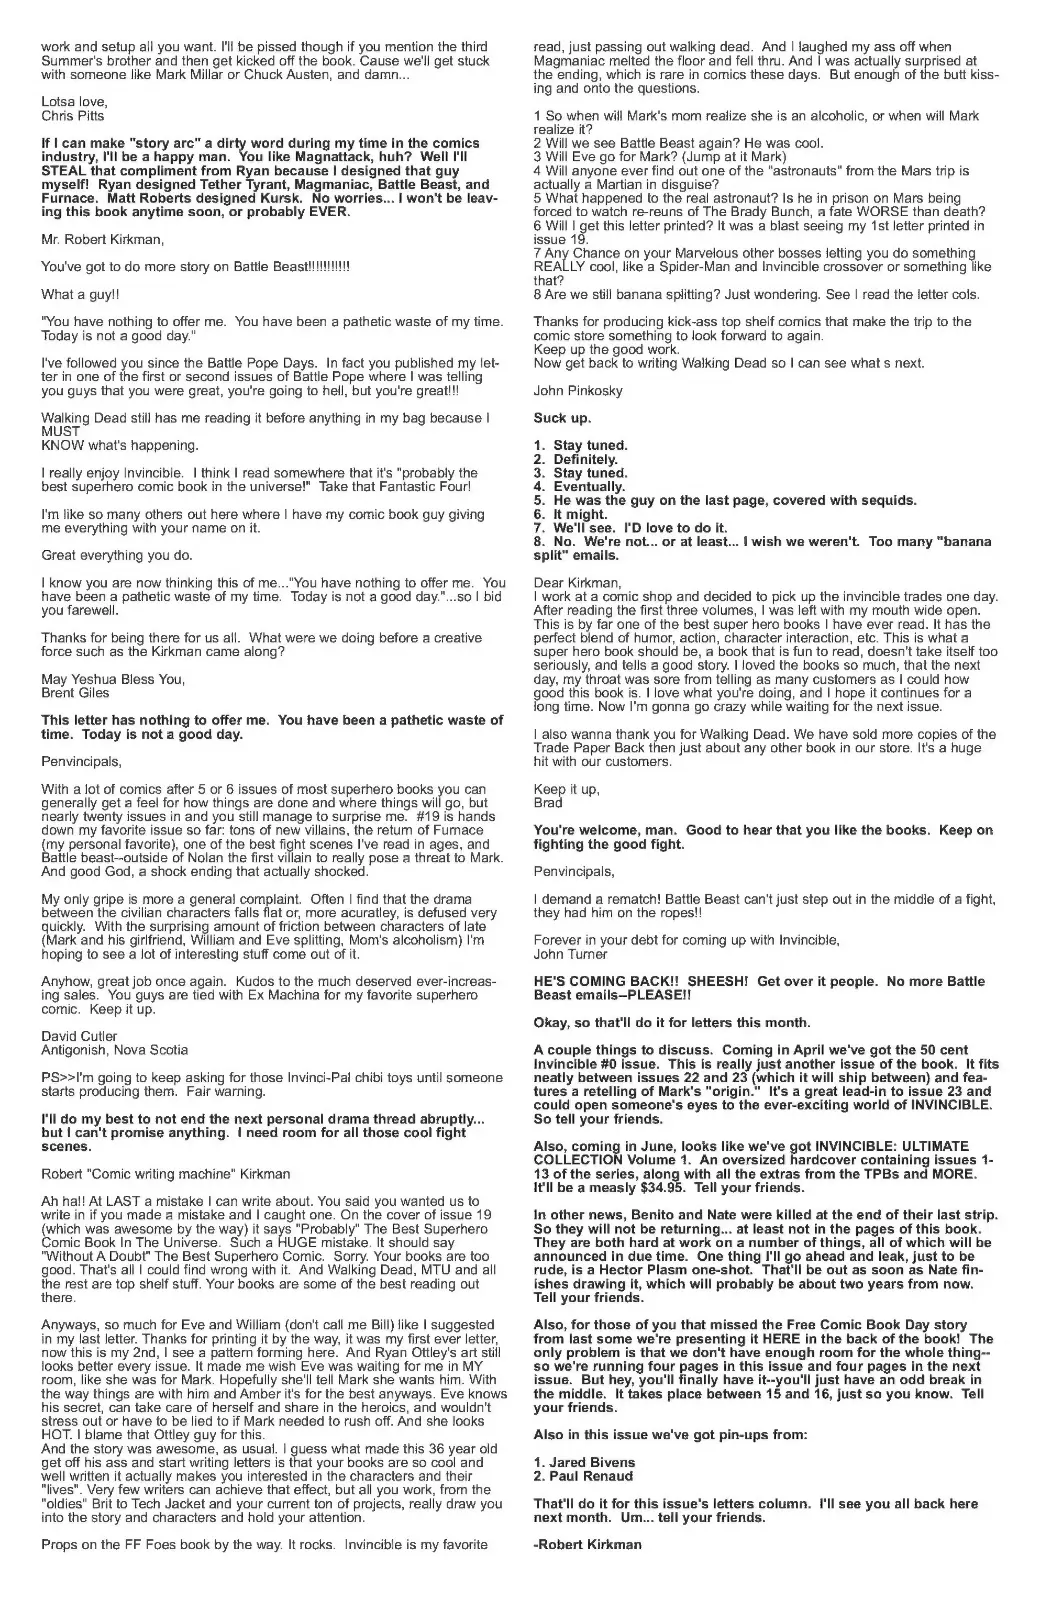 work and setup all you want. I'll be pissed though if you mention the third
Summer's brother and then get kicked off the book. Cause we'll get stuck
with someone like Mark Millar or Chuck Austen, and damn...
Lotsa love,
Chris Pitts
If I can make "story arc" a dirty word during my time in the comics
industry, I'll be a happy man.  You like Magnattack, huh?  Well I'll
STEAL that compliment from Ryan because I designed that guy
myself!  Ryan designed Tether Tyrant, Magmaniac, Battle Beast, and
Furnace.  Matt Roberts designed Kursk.  No worries... I won't be leav-
ing this book anytime soon, or probably EVER.
Mr. Robert Kirkman,
You've got to do more story on Battle Beast!!!!!!!!!!!
What a guy!!
"You have nothing to offer me.  You have been a pathetic waste of my time.
Today is not a good day."
I've followed you since the Battle Pope Days.  In fact you published my let-
ter in one of the first or second issues of Battle Pope where I was telling
you guys that you were great, you're going to hell, but you're great!!!
Walking Dead still has me reading it before anything in my bag because I
MUST
KNOW what's happening.
I really enjoy Invincible.  I think I read somewhere that it's "probably the
best superhero comic book in the universe!"  Take that Fantastic Four!
I'm like so many others out here where I have my comic book guy giving
me everything with your name on it.
Great everything you do.
I know you are now thinking this of me..."You have nothing to offer me.  You
have been a pathetic waste of my time.  Today is not a good day."...so I bid
you farewell.
Thanks for being there for us all.  What were we doing before a creative
force such as the Kirkman came along?
May Yeshua Bless You,
Brent Giles
This letter has nothing to offer me.  You have been a pathetic waste of
time.  Today is not a good day.
Penvincipals,
With a lot of comics after 5 or 6 issues of most superhero books you can
generally get a feel for how things are done and where things will go, but
nearly twenty issues in and you still manage to surprise me.  #19 is hands
down my favorite issue so far: tons of new villains, the return of Furnace
(my personal favorite), one of the best fight scenes I've read in ages, and
Battle beast--outside of Nolan the first villain to really pose a threat to Mark.
And good God, a shock ending that actually shocked.
My only gripe is more a general complaint.  Often I find that the drama
between the civilian characters falls flat or, more acuratley, is defused very
quickly.  With the surprising amount of friction between characters of late
(Mark and his girlfriend, William and Eve splitting, Mom's alcoholism) I'm
hoping to see a lot of interesting stuff come out of it.
Anyhow, great job once again.  Kudos to the much deserved ever-increas-
ing sales.  You guys are tied with Ex Machina for my favorite superhero
comic.  Keep it up.
David Cutler
Antigonish, Nova Scotia
PS>>I'm going to keep asking for those Invinci-Pal chibi toys until someone
starts producing them.  Fair warning.
I'll do my best to not end the next personal drama thread abruptly...
but I can't promise anything.  I need room for all those cool fight
scenes.
Robert "Comic writing machine" Kirkman
Ah ha!! At LAST a mistake I can write about. You said you wanted us to
write in if you made a mistake and I caught one. On the cover of issue 19
(which was awesome by the way) it says "Probably" The Best Superhero
Comic Book In The Universe.  Such a HUGE mistake. It should say
"Without A Doubt" The Best Superhero Comic.  Sorry. Your books are too
good. That's all I could find wrong with it.  And Walking Dead, MTU and all
the rest are top shelf stuff. Your books are some of the best reading out
there.
Anyways, so much for Eve and William (don't call me Bill) like I suggested
in my last letter. Thanks for printing it by the way, it was my first ever letter,
now this is my 2nd, I see a pattern forming here.  And Ryan Ottley's art still
looks better every issue. It made me wish Eve was waiting for me in MY
room, like she was for Mark. Hopefully she'll tell Mark she wants him. With
the way things are with him and Amber it's for the best anyways. Eve knows
his secret, can take care of herself and share in the heroics, and wouldn't
stress out or have to be lied to if Mark needed to rush off. And she looks
HOT. I blame that Ottley guy for this.
And the story was awesome, as usual. I guess what made this 36 year old
get off his ass and start writing letters is that your books are so cool and
well written it actually makes you interested in the characters and their
"lives". Very few writers can achieve that effect, but all you work, from the
"oldies" Brit to Tech Jacket and your current ton of projects, really draw you
into the story and characters and hold your attention.
Props on the FF Foes book by the way. It rocks.  Invincible is my favorite
read, just passing out walking dead.  And I laughed my ass off when
Magmaniac melted the floor and fell thru. And I was actually surprised at
the ending, which is rare in comics these days.  But enough of the butt kiss-
ing and onto the questions.
1 So when will Mark's mom realize she is an alcoholic, or when will Mark
realize it?
2 Will we see Battle Beast again? He was cool.
3 Will Eve go for Mark? (Jump at it Mark)
4 Will anyone ever find out one of the "astronauts" from the Mars trip is
actually a Martian in disguise?
5 What happened to the real astronaut? Is he in prison on Mars being
forced to watch re-reuns of The Brady Bunch, a fate WORSE than death?
6 Will I get this letter printed? It was a blast seeing my 1st letter printed in
issue 19.
7 Any Chance on your Marvelous other bosses letting you do something
REALLY cool, like a Spider-Man and Invincible crossover or something like
that?
8 Are we still banana splitting? Just wondering. See I read the letter cols.
Thanks for producing kick-ass top shelf comics that make the trip to the
comic store something to look forward to again.
Keep up the good work.
Now get back to writing Walking Dead so I can see what s next.
John Pinkosky
Suck up.
1.  Stay tuned.
2.  Definitely.
3.  Stay tuned.
4.  Eventually.
5.  He was the guy on the last page, covered with sequids.
6.  It might.
7.  We'll see.  I'D love to do it.
8.  No.  We're not... or at least... I wish we weren't.  Too many "banana
split" emails.
Dear Kirkman,
I work at a comic shop and decided to pick up the invincible trades one day.
After reading the first three volumes, I was left with my mouth wide open.
This is by far one of the best super hero books I have ever read. It has the
perfect blend of humor, action, character interaction, etc. This is what a
super hero book should be, a book that is fun to read, doesn't take itself too
seriously, and tells a good story. I loved the books so much, that the next
day, my throat was sore from telling as many customers as I could how
good this book is. I love what you're doing, and I hope it continues for a
long time. Now I'm gonna go crazy while waiting for the next issue.
I also wanna thank you for Walking Dead. We have sold more copies of the
Trade Paper Back then just about any other book in our store. It's a huge
hit with our customers.
Keep it up,
Brad
You're welcome, man.  Good to hear that you like the books.  Keep on
fighting the good fight.
Penvincipals,
I demand a rematch! Battle Beast can't just step out in the middle of a fight,
they had him on the ropes!!
Forever in your debt for coming up with Invincible,
John Turner
HE'S COMING BACK!!  SHEESH!  Get over it people.  No more Battle
Beast emails--PLEASE!!
Okay, so that'll do it for letters this month.
A couple things to discuss.  Coming in April we've got the 50 cent
Invincible #0 issue.  This is really just another issue of the book.  It fits
neatly between issues 22 and 23 (which it will ship between) and fea-
tures a retelling of Mark's "origin."  It's a great lead-in to issue 23 and
could open someone's eyes to the ever-exciting world of INVINCIBLE.
So tell your friends.
Also, coming in June, looks like we've got INVINCIBLE: ULTIMATE
COLLECTION Volume 1.  An oversized hardcover containing issues 1-
13 of the series, along with all the extras from the TPBs and MORE.
It'll be a measly $34.95.  Tell your friends.
In other news, Benito and Nate were killed at the end of their last strip.
So they will not be returning... at least not in the pages of this book.
They are both hard at work on a number of things, all of which will be
announced in due time.  One thing I'll go ahead and leak, just to be
rude, is a Hector Plasm one-shot.  That'll be out as soon as Nate fin-
ishes drawing it, which will probably be about two years from now.
Tell your friends.
Also, for those of you that missed the Free Comic Book Day story
from last some we're presenting it HERE in the back of the book!  The
only problem is that we don't have enough room for the whole thing--
so we're running four pages in this issue and four pages in the next
issue.  But hey, you'll finally have it--you'll just have an odd break in
the middle.  It takes place between 15 and 16, just so you know.  Tell
your friends.
Also in this issue we've got pin-ups from:
1. Jared Bivens
2. Paul Renaud
That'll do it for this issue's letters column.  I'll see you all back here
next month.  Um... tell your friends.
-Robert Kirkman